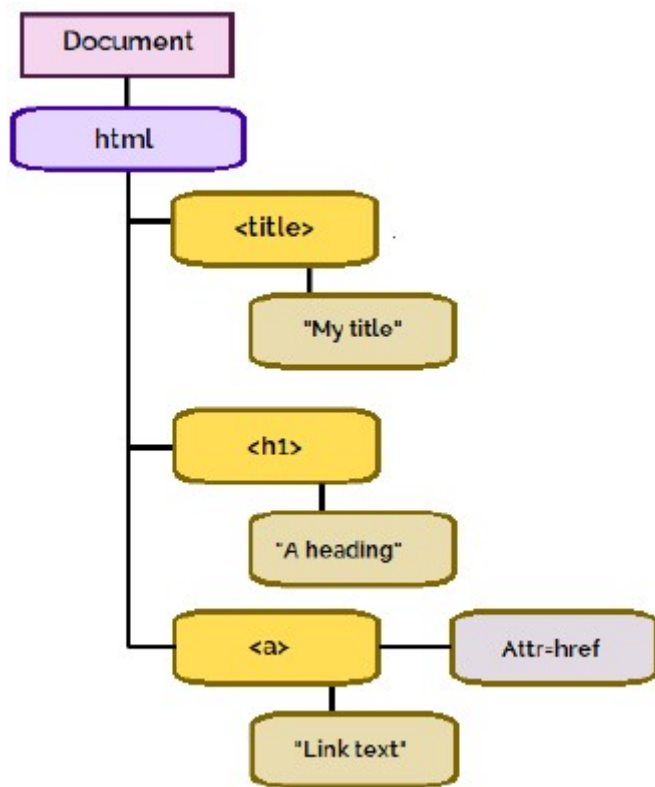 Document
html
<title>
"My title"
<h1>
"A heading"
<a>
Attr=href
"Link text"